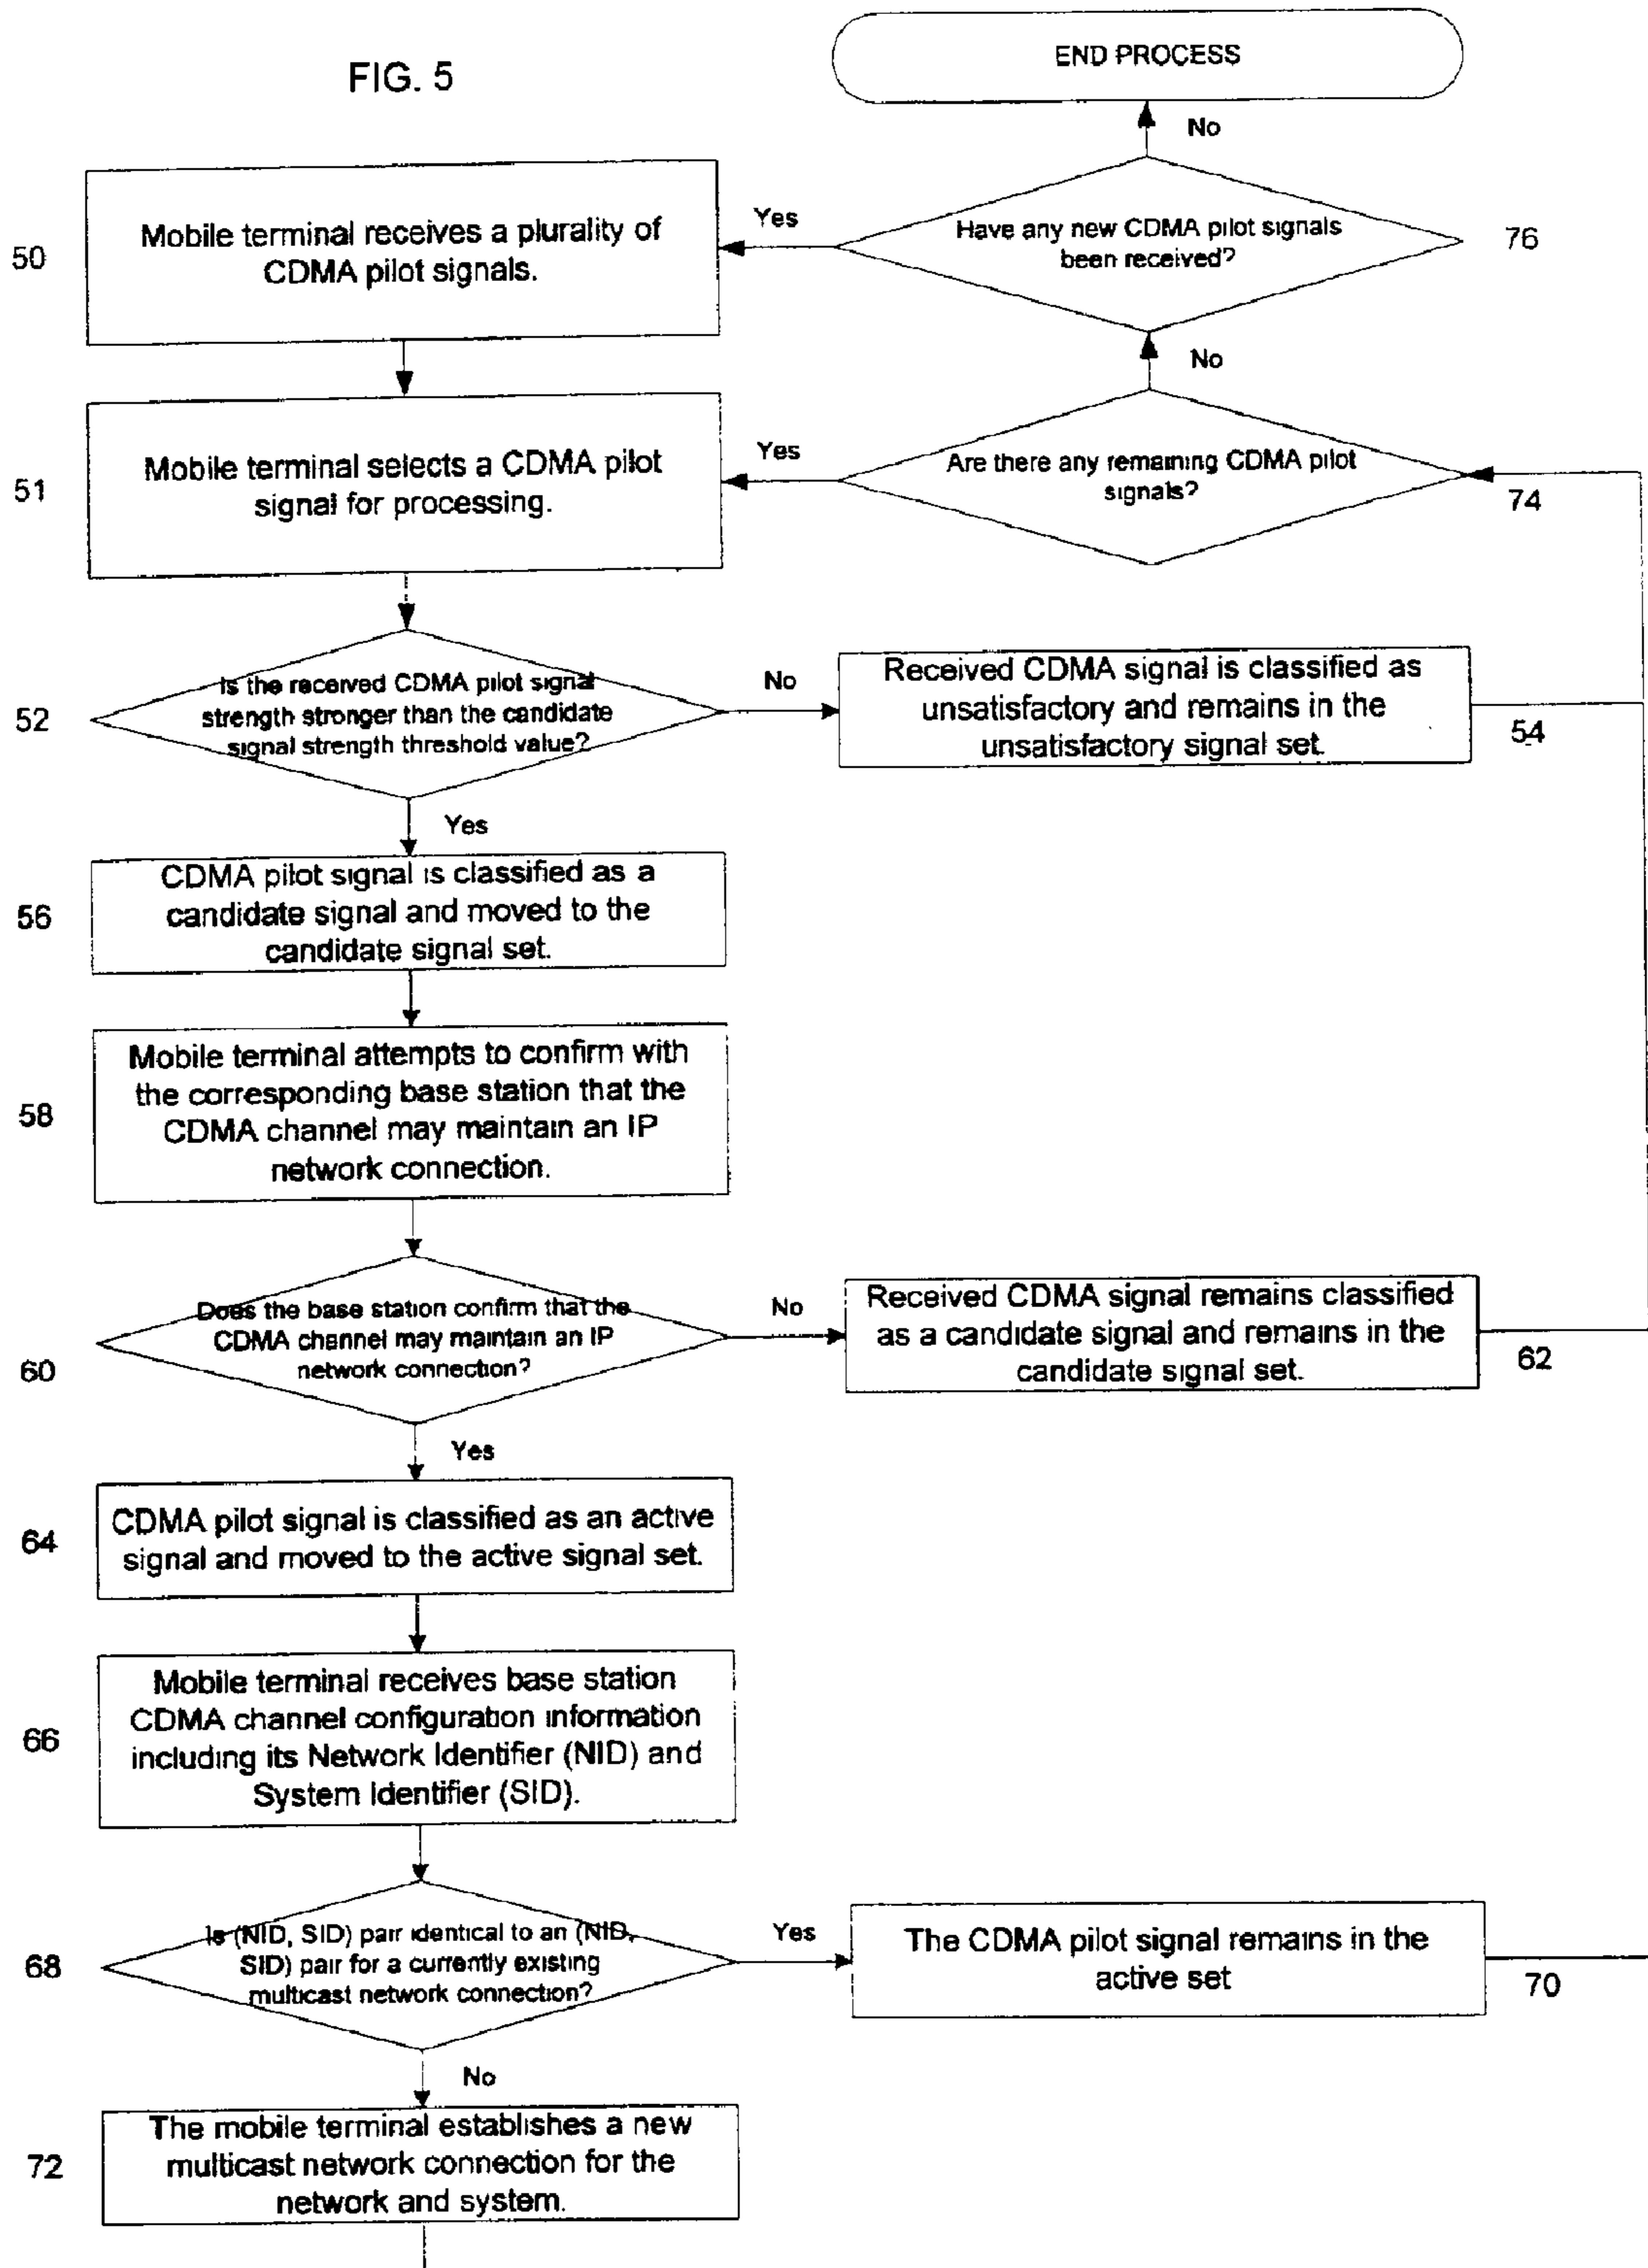 FIG. 5
END PROCESS
No
50
Mobile terminal receives a plurality of
CDMA pilot signals.
Yes
Have any new CDMA pilot signals
been received?
76
No
51
Mobile terminal selects a CDMA pilot
signal for processing.
Yes
Are there any remaining CDMA pilot
signals?
74
52
Is the received CDMA pilot signal
strength stronger than the candidate
signal strength threshold value?
No
Received CDMA signal is classified as
unsatisfactory and remains in the
unsatisfactory signal set.
54
Yes
56
CDMA pilot signal is classified as a
candidate signal and moved to the
candidate signal set.
58
Mobile terminal attempts to confirm with
the corresponding base station that the
CDMA channel may maintain an IP
network connection.
60
Does the base station confirm that the
CDMA channel may maintain an IP
network connection?
No
Received CDMA signal remains classified
as a candidate signal and remains in the
candidate signal set.
62
Yes
64
CDMA pilot signal is classified as an active
signal and moved to the active signal set.
66
Mobile terminal receives base station
CDMA channel configuration information
including its Network Identifier (NID) and
System Identifier (SID).
68
Is (NID, SID) pair identical to an (NID,
SID) pair for a currently existing
multicast network connection?
Yes
The CDMA pilot signal remains in the
active set
70
No
72
The mobile terminal establishes a new
multicast network connection for the
network and system.